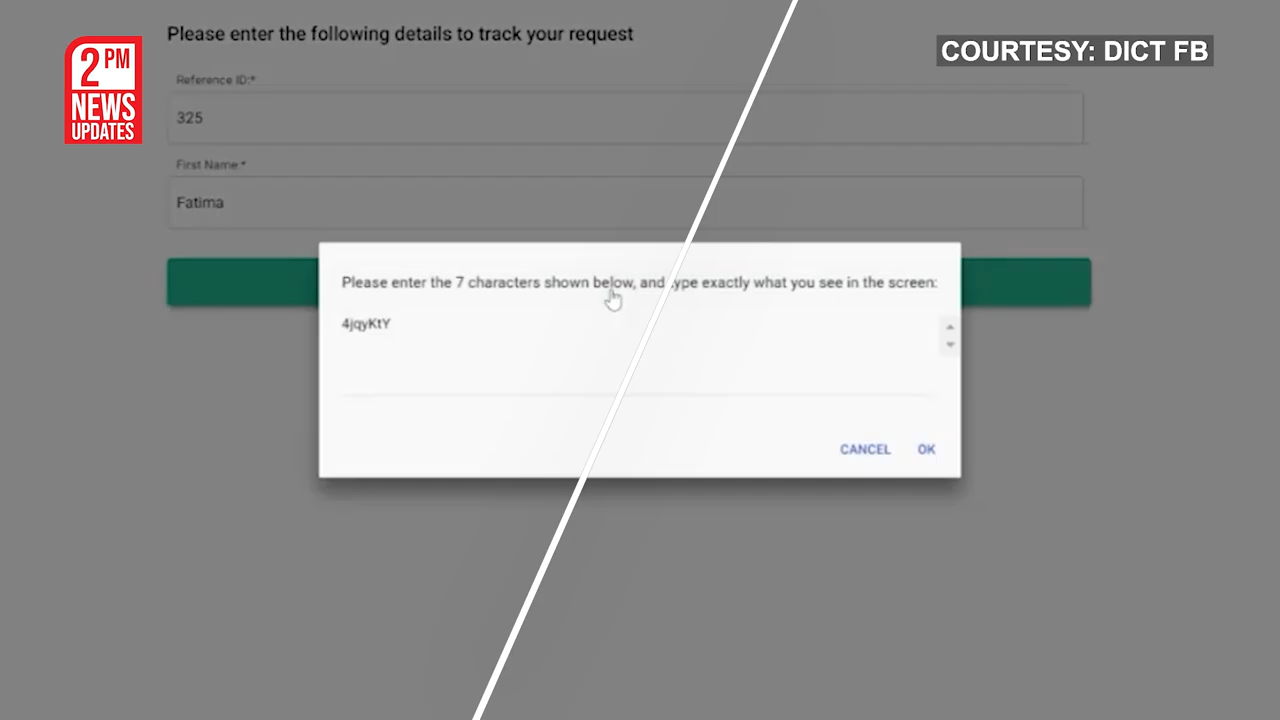 2 PM
NEWS
UPDATES
COURTESY: DICT FB
Please enter the following details to track your request
Reference ID:*
325
First Name:*
Fatima
Please enter the 7 characters shown below, and type exactly what you see in the screen:
4jqyKtY
CANCEL
OK